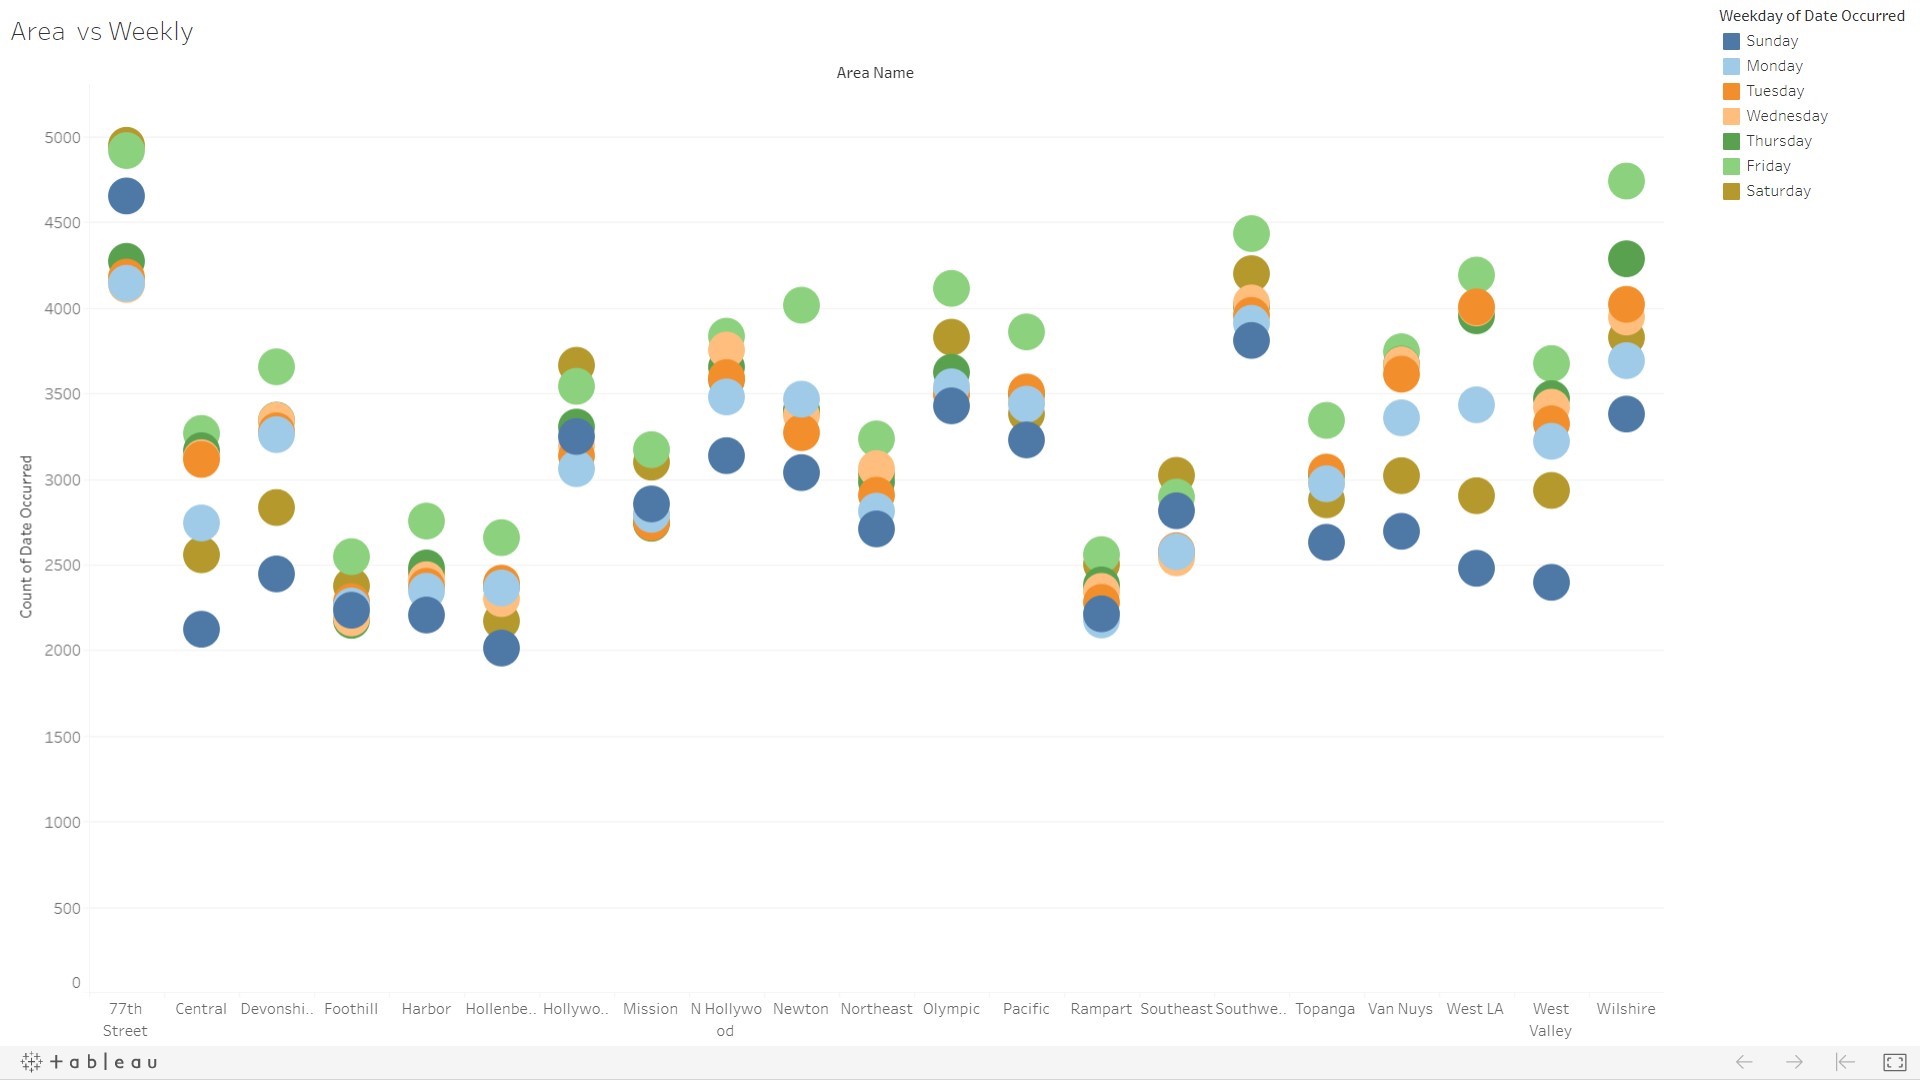 Area vs Weekly
Weekday of Date Occurred
Sunday
Monday
Tuesday
Wednesday
Thursday
Friday
Saturday
Area Name
Count of Date Occurred
5000
4500
4000
3500
3000
2500
2000
1500
1000
500
0
77th Street
Central
Devonshi..
Foothill
Harbor
Hollenbe..
Hollywo..
Mission
N Hollywo
od
Newton
Northeast
Olympic
Pacific
Rampart
Southeast
Southwe..
Topanga
Van Nuys
West LA
West
Valley
Wilshire
+ableau